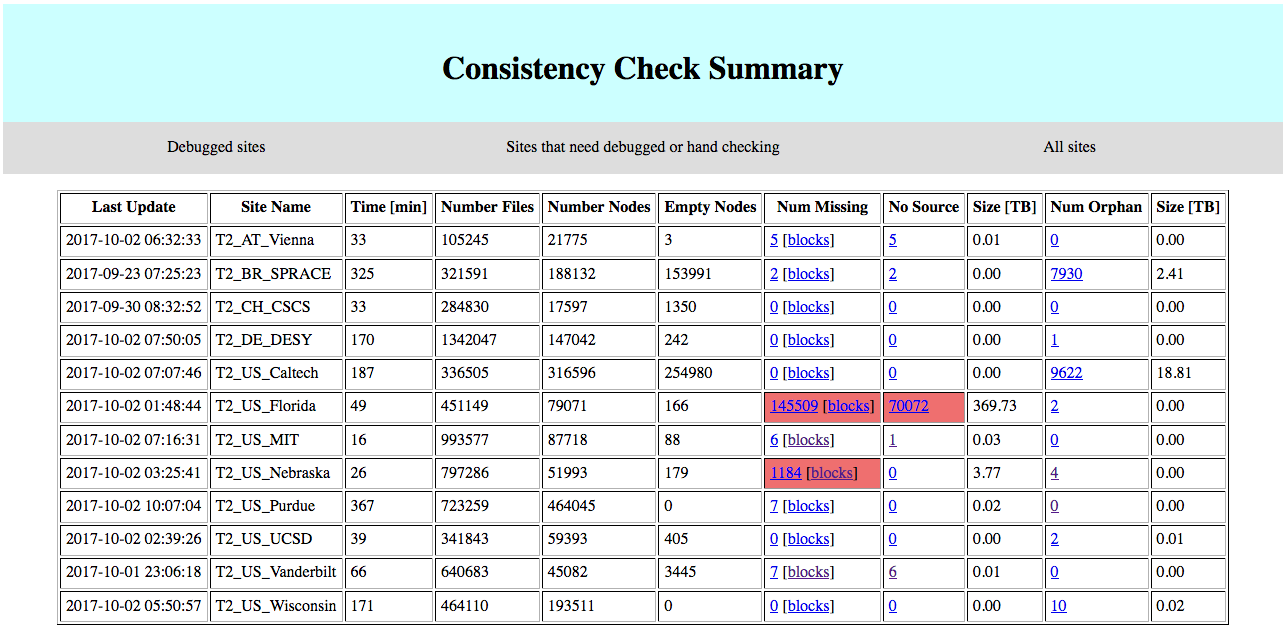 Consistency Check Summary
Debugged sites Sites that need debugged or hand checking All sites
Last Update Site Name Time [min] Number Files Number Nodes Empty Nodes Num Missing No Source Size [TB] Num Orphan Size [TB]
2017-10-02 06:32:33 T2_AT_Vienna 33 105245 21775 3 5 [blocks] 5 0.01 0 0.00
2017-09-23 07:25:23 T2_BR_SPRACE 325 321591 188132 153991 2 [blocks] 2 0.00 7930 2.41
2017-09-30 08:32:52 T2_CH_CSCS 33 284830 17597 1350 0 [blocks] 0 0.00 0 0.00
2017-10-02 07:50:05 T2_DE_DESY 170 1342047 147042 242 0 [blocks] 0 0.00 1 0.00
2017-10-02 07:07:46 T2_US_Caltech 187 336505 316596 254980 0 [blocks] 0 0.00 9622 18.81
2017-10-02 01:48:44 T2_US_Florida 49 451149 79071 166 145509 [blocks] 70072 369.73 2 0.00
2017-10-02 07:16:31 T2_US_MIT 16 993577 87718 88 6 [blocks] 1 0.03 0 0.00
2017-10-02 03:25:41 T2_US_Nebraska 26 797286 51993 179 1184 [blocks] 0 3.77 4 0.00
2017-10-02 10:07:04 T2_US_Purdue 367 723259 464045 0 7 [blocks] 0 0.02 0 0.00
2017-10-02 02:39:26 T2_US_UCSD 39 341843 59393 405 0 [blocks] 0 0.00 2 0.01
2017-10-01 23:06:18 T2_US_Vanderbilt 66 640683 45082 3445 7 [blocks] 6 0.01 0 0.00
2017-10-02 05:50:57 T2_US_Wisconsin 171 464110 193511 0 0 [blocks] 0 0.00 10 0.02